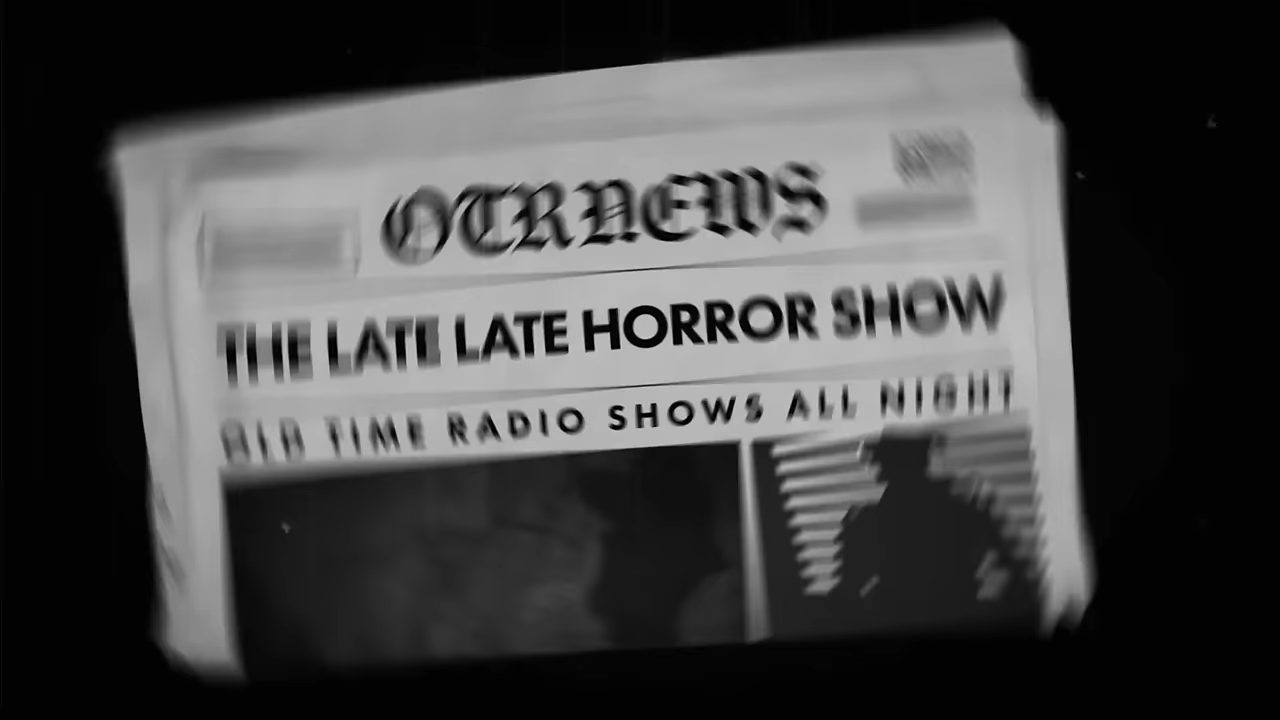 OTRNEWS
THE LATE LATE HORROR SHOW
OLD TIME RADIO SHOWS ALL NIGHT